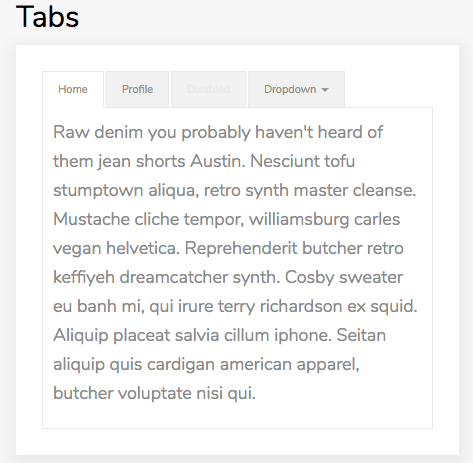 Tabs
Home Profile Disabled Dropdown
Raw denim you probably haven't heard of
them jean shorts Austin. Nesciunt tofu
stumptown aliqua, retro synth master cleanse.
Mustache cliche tempor, williamsburg carles
vegan helvetica. Reprehenderit butcher retro
keffiyeh dreamcatcher synth. Cosby sweater
eu banh mi, qui irure terry richardson ex squid.
Aliquip placeat salvia cillum iphone. Seitan
aliquip quis cardigan american apparel,
butcher voluptate nisi qui.